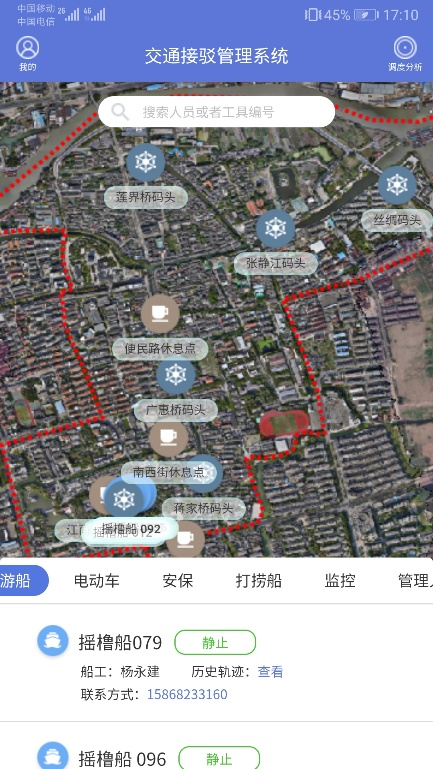 中国移动 2G 4G
中国电信
45%
17:10
我的
交通接驳管理系统
调度分析
搜索人员或者工具编号
莲界桥码头
丝绸码头
张静江码头
便民路休息点
广惠桥码头
南西街休息点
蒋家桥码头
摇橹船 092
游船 电动车 安保 打捞船 监控 管理
摇橹船079 静止
船工：杨永建 历史轨迹：查看
联系方式：15868233160
摇橹船 096 静止